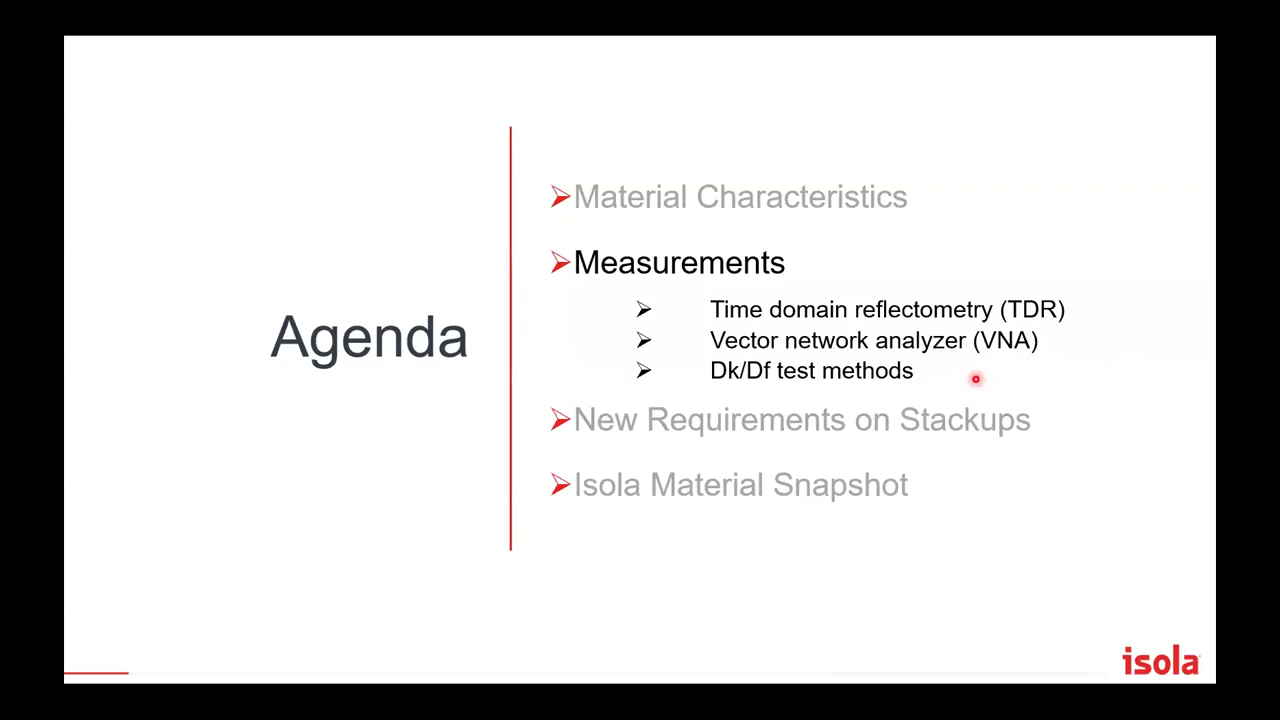 Agenda
Material Characteristics
Measurements
Time domain reflectometry (TDR)
Vector network analyzer (VNA)
Dk/Df test methods
New Requirements on Stackups
Isola Material Snapshot
isola